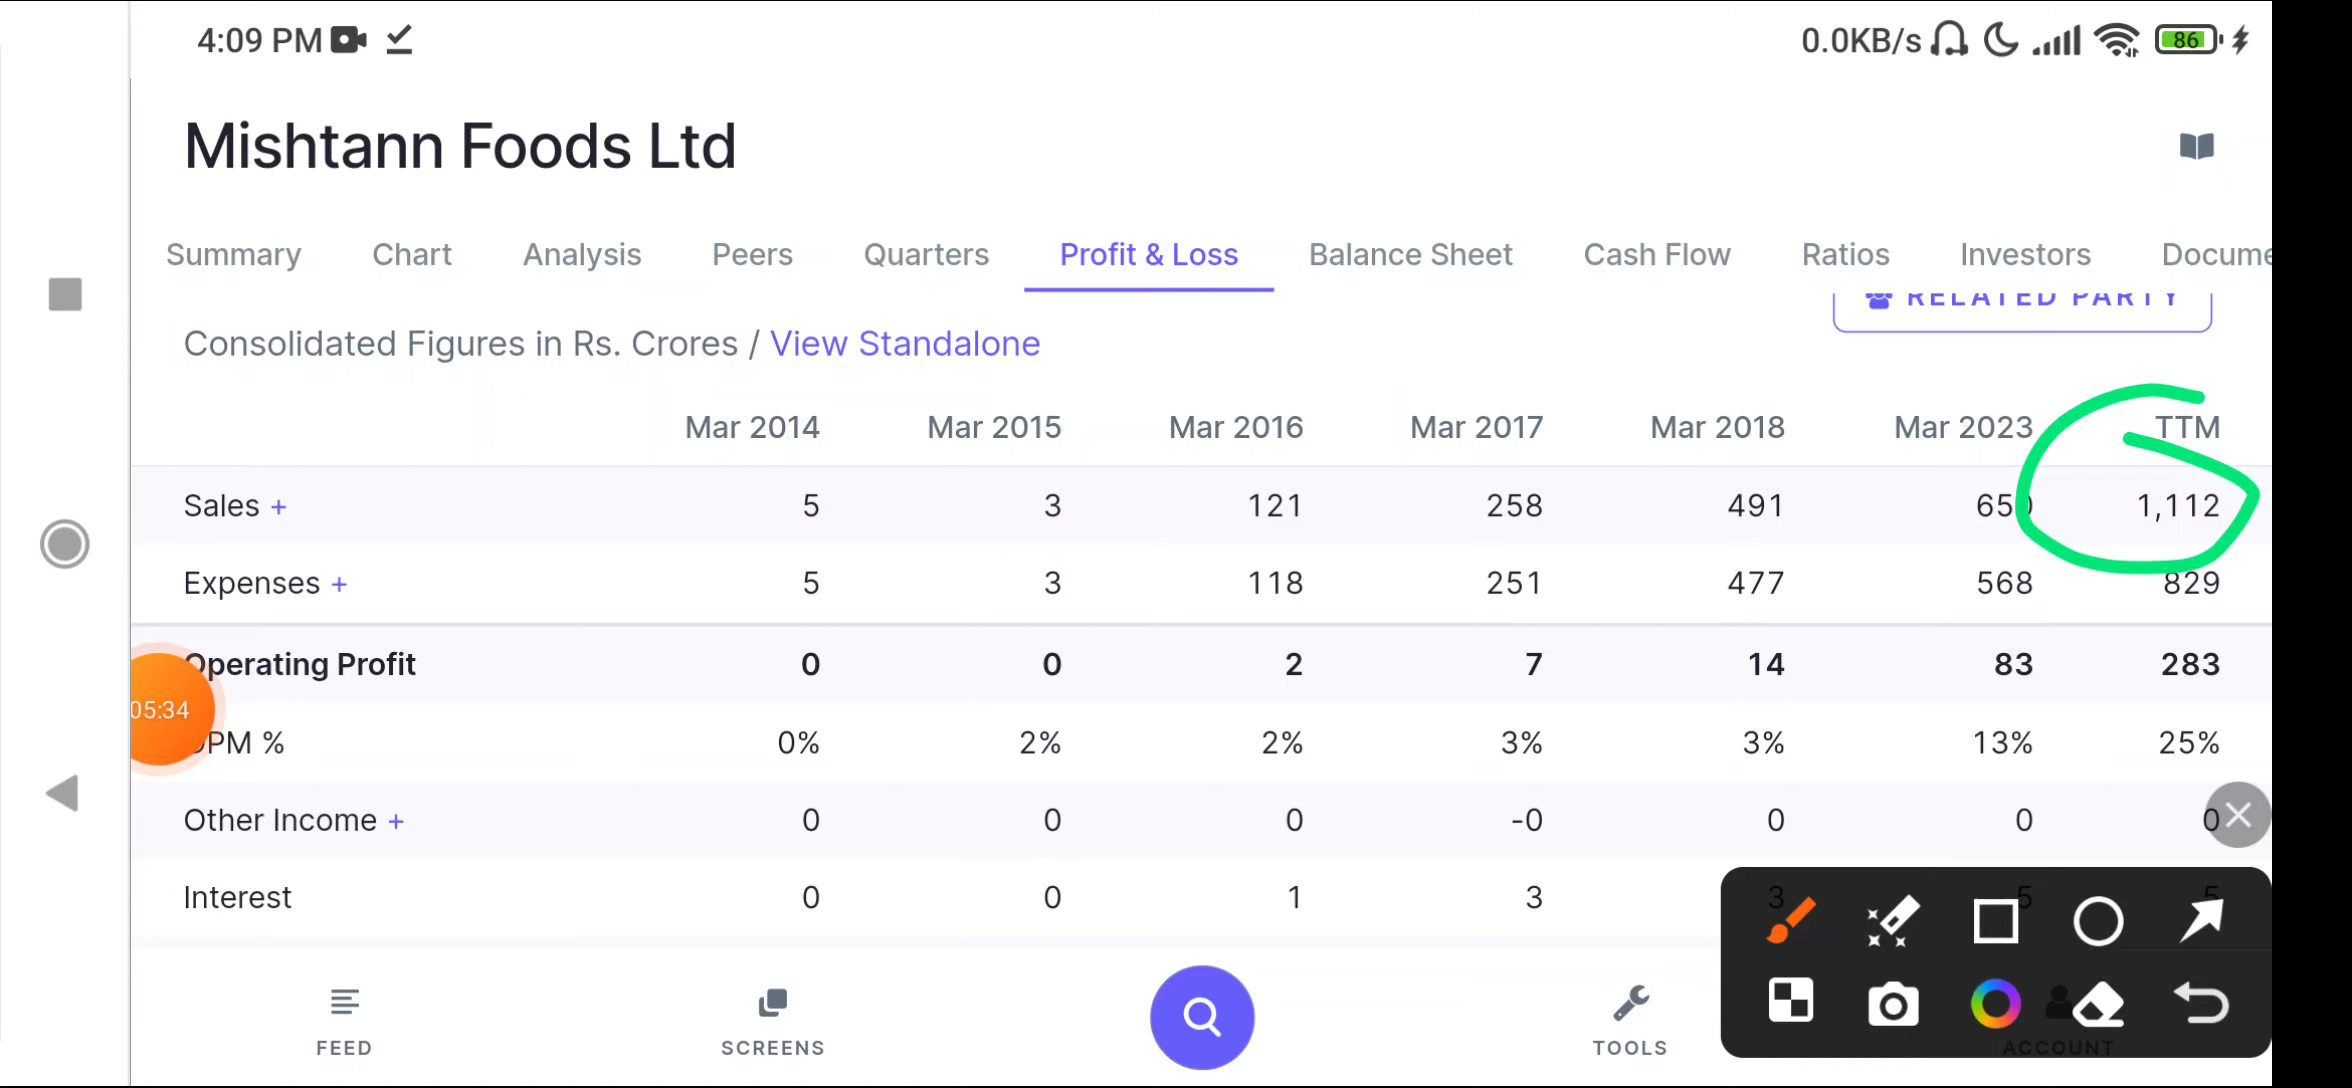 4:09 PM 0.0KB/s 86
Mishtann Foods Ltd
Summary Chart Analysis Peers Quarters Profit & Loss Balance Sheet Cash Flow Ratios Investors Docume
RELATED PARTY
Consolidated Figures in Rs. Crores / View Standalone
Mar 2014 Mar 2015 Mar 2016 Mar 2017 Mar 2018 Mar 2023 TTM
Sales + 5 3 121 258 491 650 1,112
Expenses + 5 3 118 251 477 568 829
Operating Profit 0 0 2 7 14 83 283
05:34
OPM % 0% 2% 2% 3% 3% 13% 25%
Other Income + 0 0 0 -0 0 0 0
Interest 0 0 1 3 3 5 5
FEED SCREENS TOOLS ACCOUNT